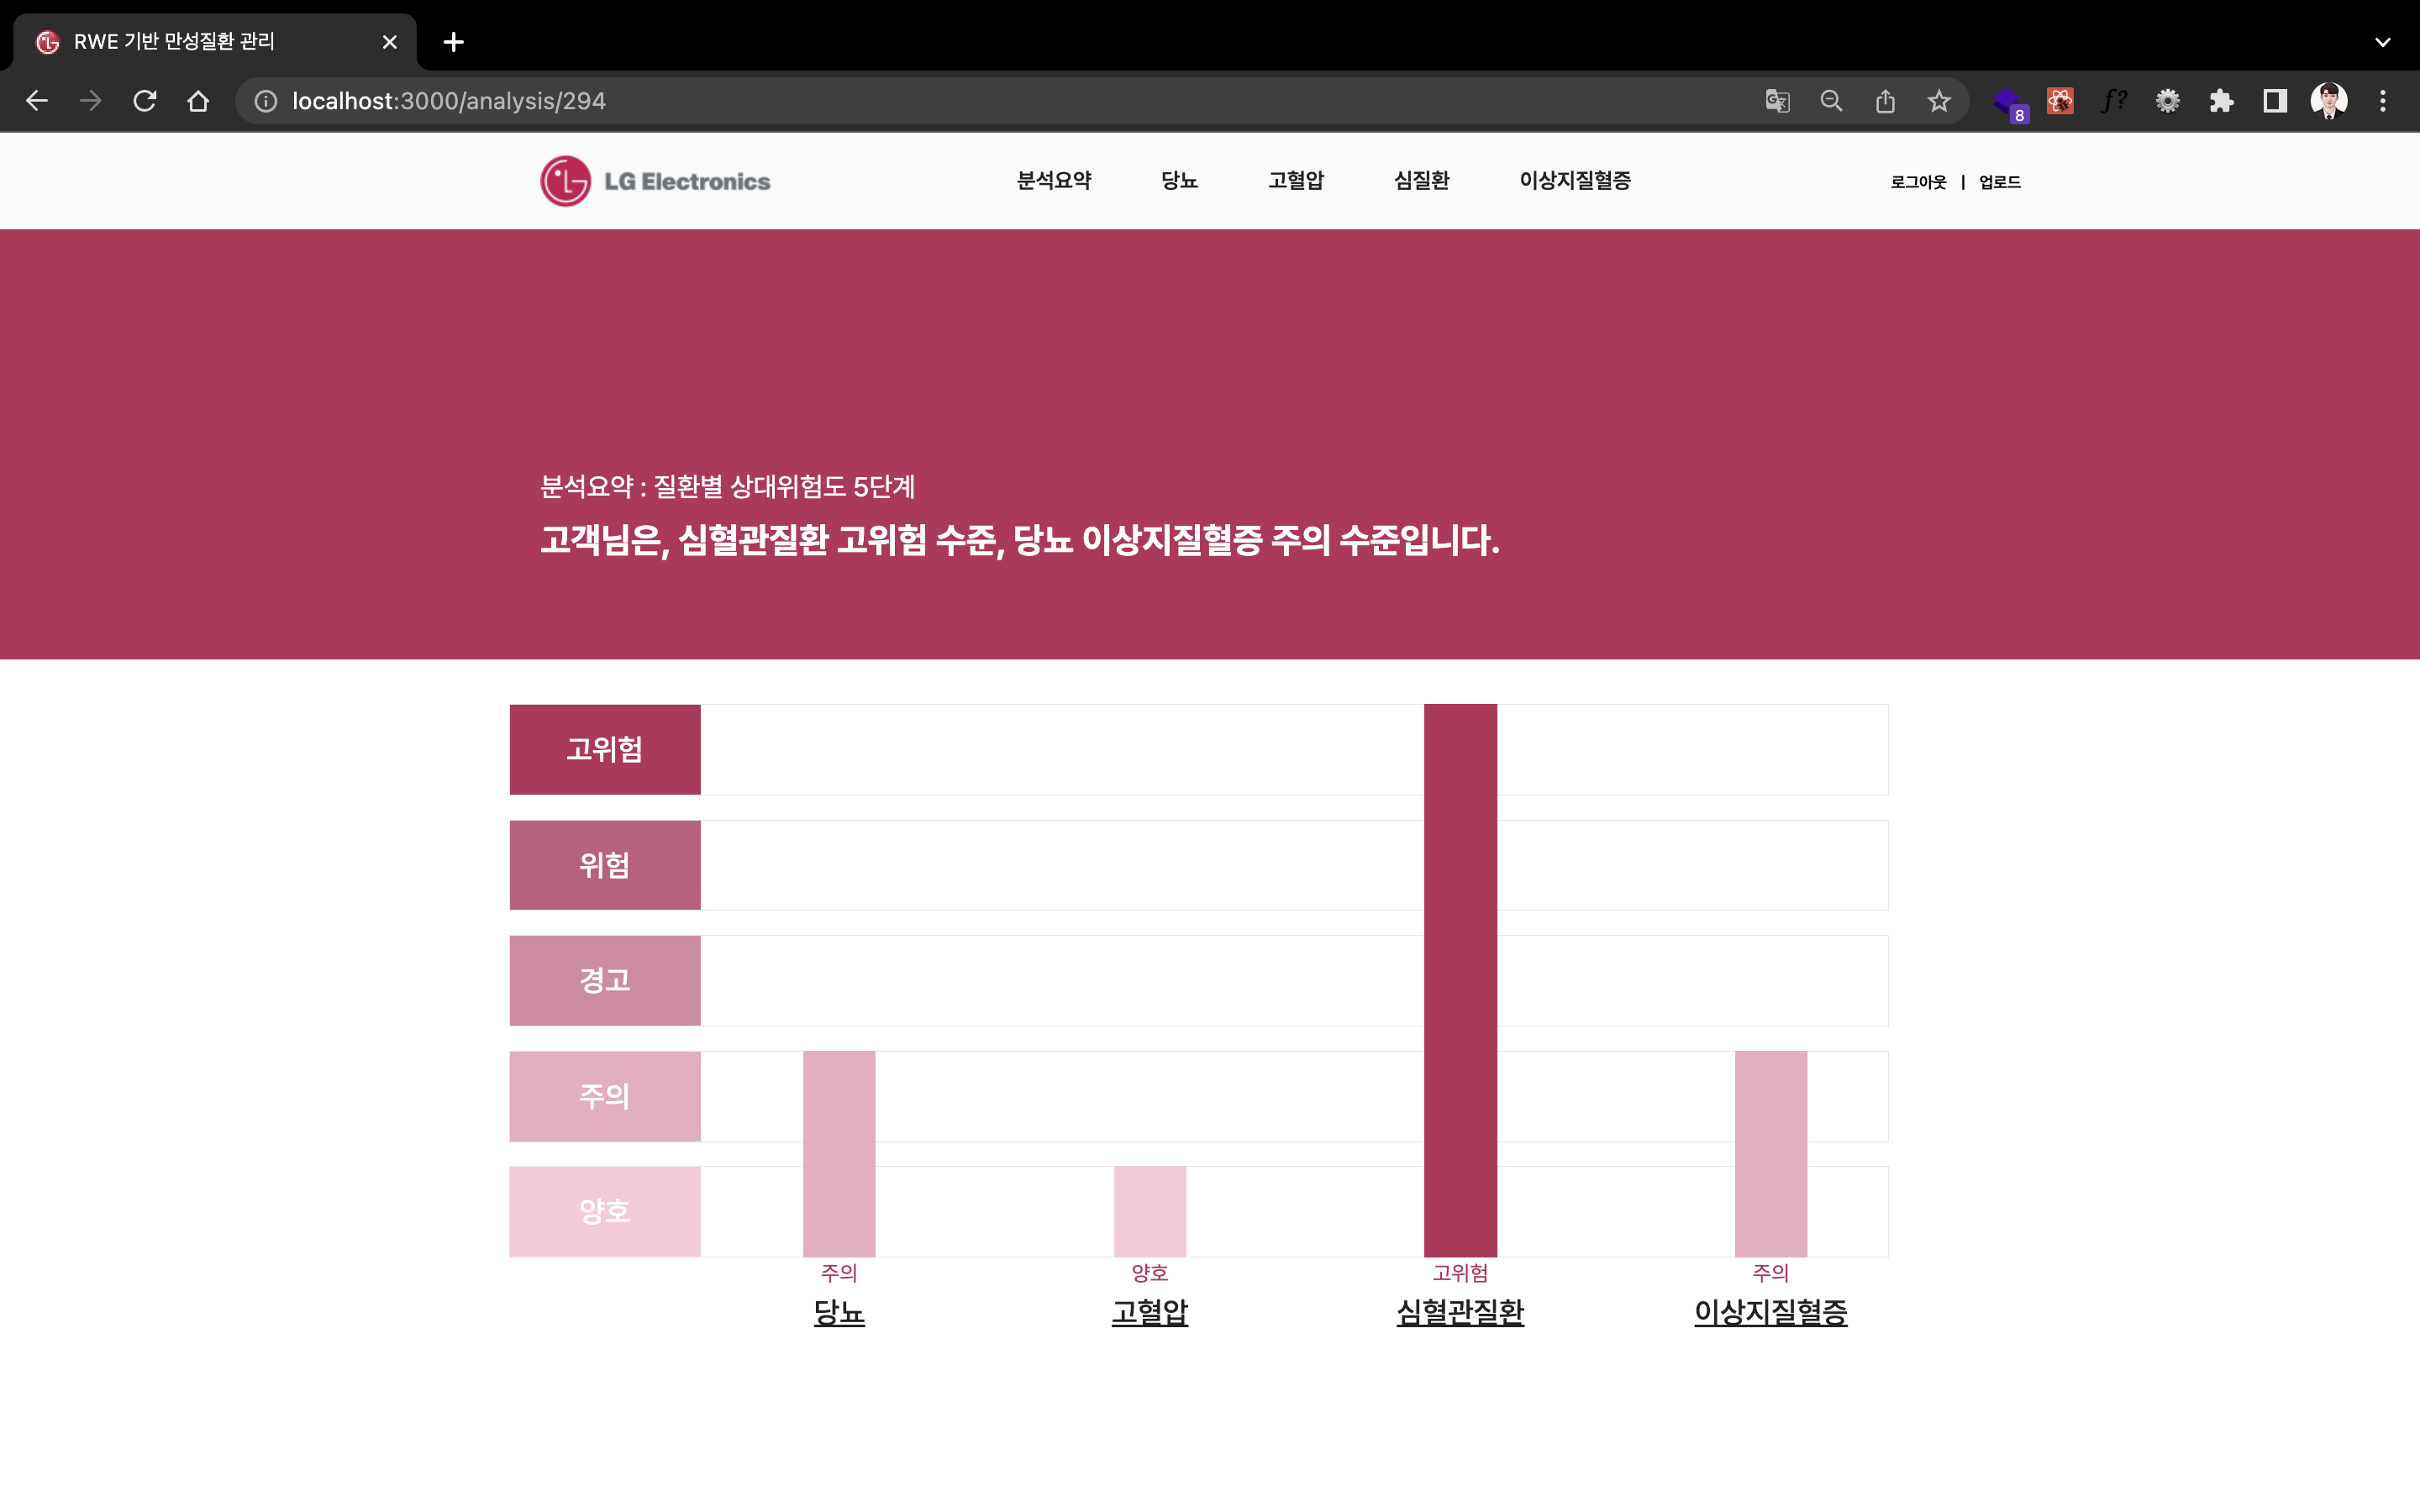 RWE 기반 만성질환 관리
localhost:3000/analysis/294
8
f?
LG Electronics
분석요약 당뇨 고혈압 심질환 이상지질혈증
로그아웃 | 업로드
분석요약 : 질환별 상대위험도 5단계
고객님은, 심혈관질환 고위험 수준, 당뇨 이상지질혈증 주의 수준입니다.
고위험
위험
경고
주의
양호
주의 양호 고위험 주의
당뇨 고혈압 심혈관질환 이상지질혈증